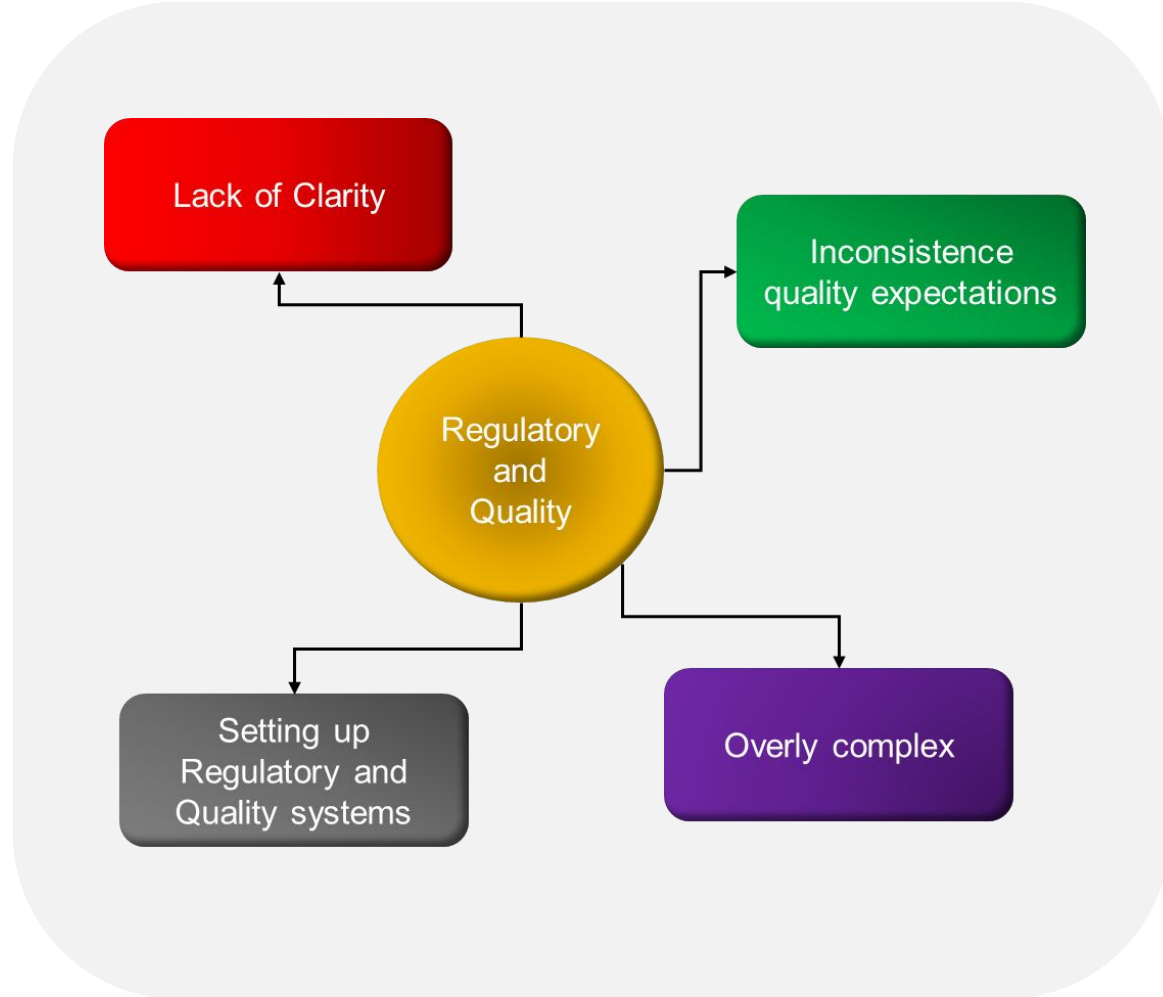 Lack of Clarity
Inconsistence
quality expectations
Regulatory
and
Quality
Setting up
Regulatory and
Quality systems
Overly complex